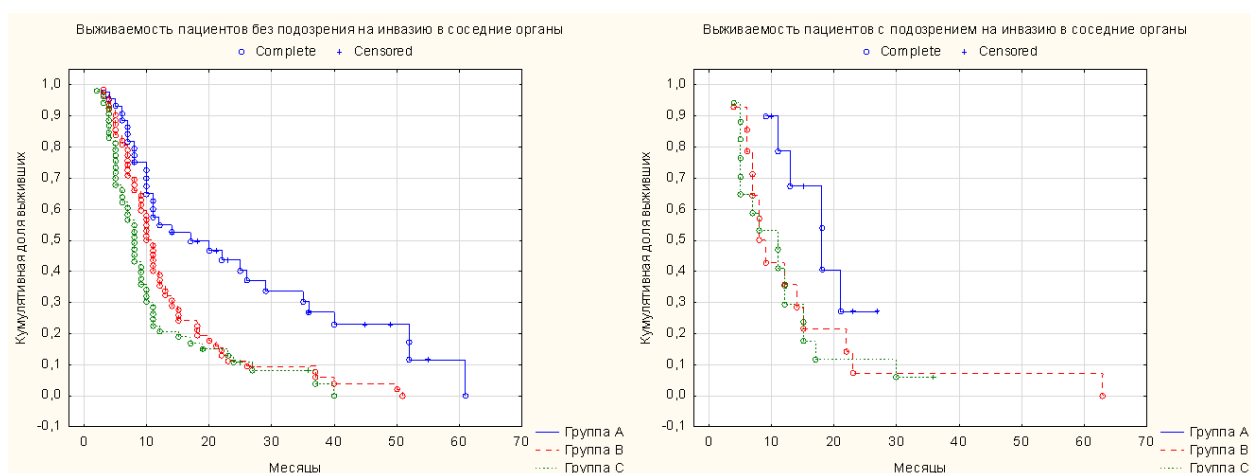 Выживаемость пациентов без подозрения на инвазию в соседние органы
Complete Censored
Кумулятивная доля выживших
1,0
0,9
0,8
0,7
0,6
0,5
0,4
0,3
0,2
0,1
0,0
-0,1
0 10 20 30 40 50 60 70
Месяцы
Группа A
Группа B
Группа C
Выживаемость пациентов с подозрением на инвазию в соседние органы
Complete Censored
Кумулятивная доля выживших
1,0
0,9
0,8
0,7
0,6
0,5
0,4
0,3
0,2
0,1
0,0
-0,1
0 10 20 30 40 50 60 70
Месяцы
Группа A
Группа B
Группа C